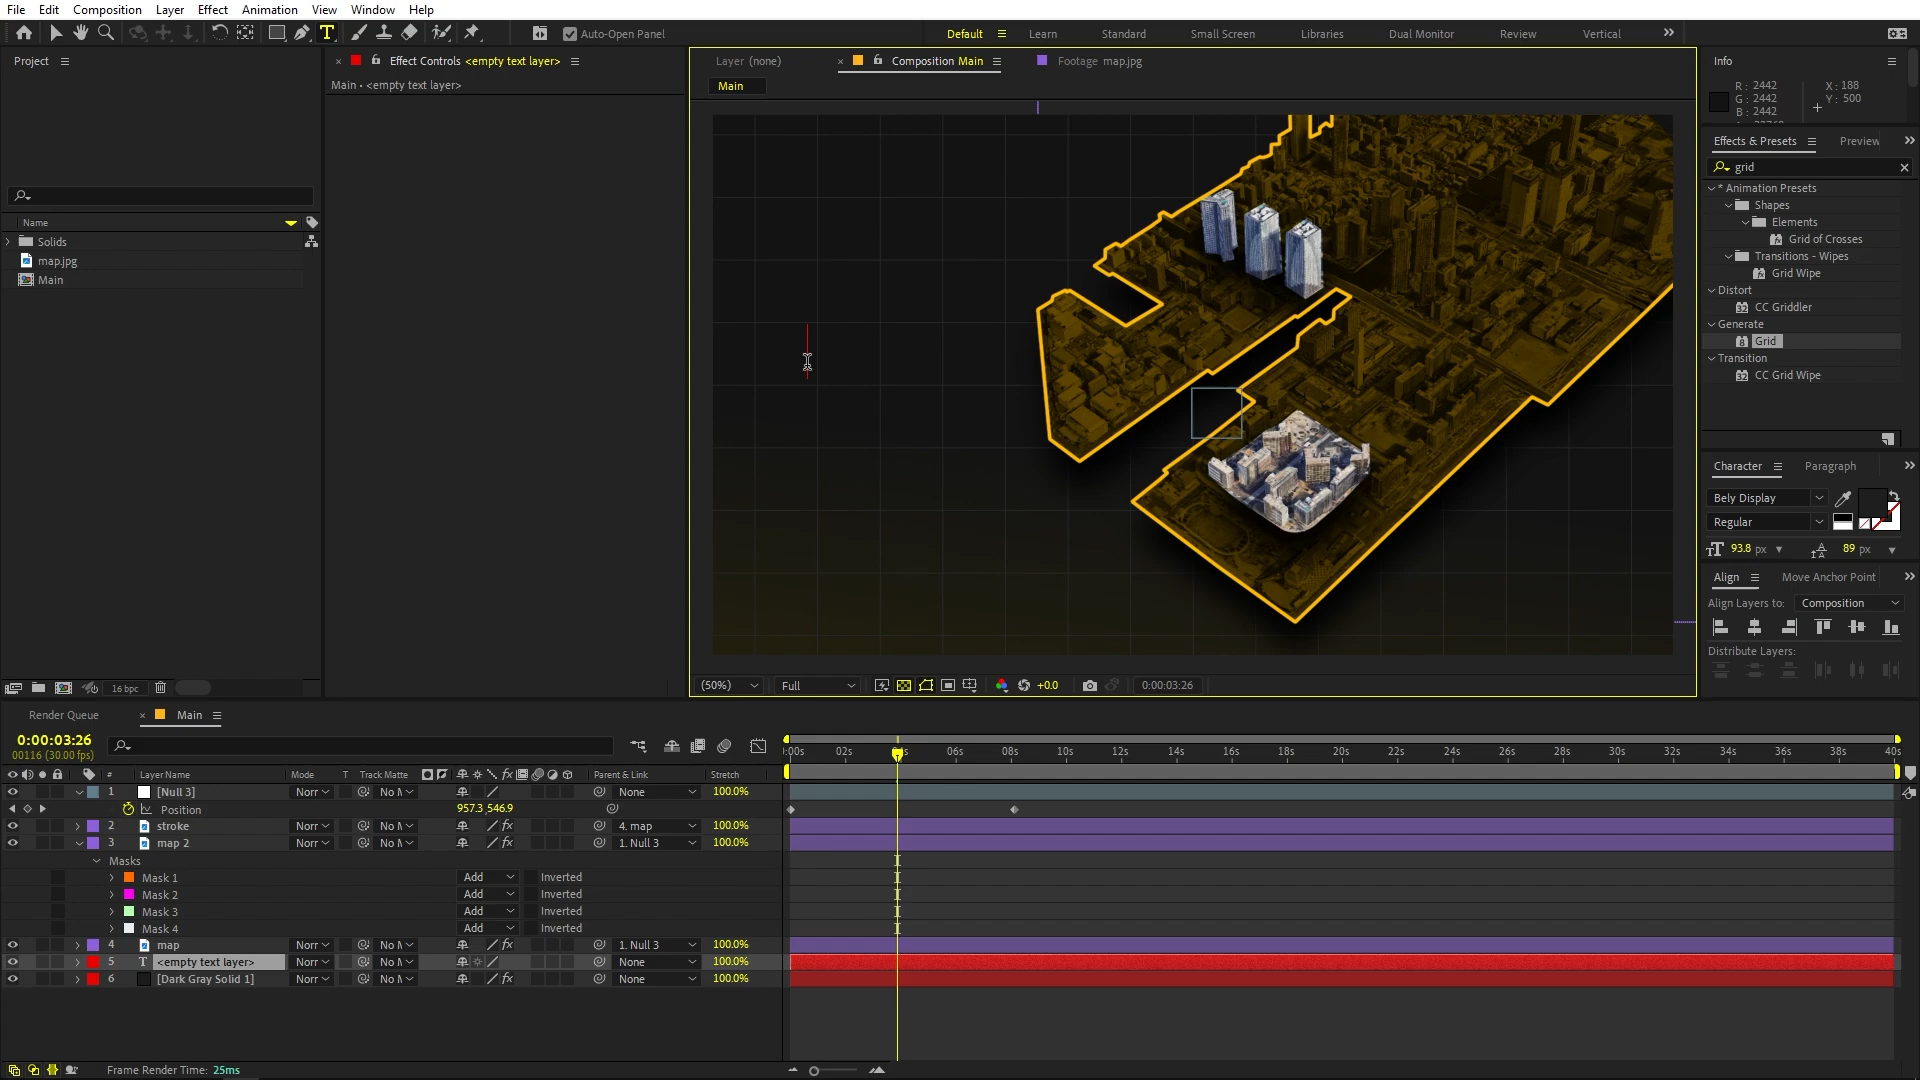 File Edit Composition Layer Effect Animation View Window Help
Auto-Open Panel
Default Learn Standard Small Screen Libraries Dual Monitor Review Vertical
Project
Effect Controls <empty text layer>
Main • <empty text layer>
Layer (none)
Composition Main
Footage map.jpg
Main
Info
R: 2442
G: 2442
B: 2442
X: 188
Y: 500
Effects & Presets Preview
grid
* Animation Presets
Shapes
Elements
Grid of Crosses
Transitions - Wipes
Grid Wipe
Distort
CC Griddler
Generate
Grid
Transition
CC Grid Wipe
Name
Solids
map.jpg
Main
Character Paragraph
Bely Display
Regular
93.8 px 89 px
Align Move Anchor Point
Align Layers to: Composition
Distribute Layers:
16 bpc
(50%) Full +0.0 0:00:03:26
Render Queue Main
0:00:03:26
00116 (30.00 fps)
:00s 02s 06s 08s 10s 12s 14s 16s 18s 20s 22s 24s 26s 28s 30s 32s 34s 36s 38s 40s
# Layer Name Mode T Track Matte Parent & Link Stretch
1 [Null 3] Norr No None 100.0%
Position 957.3,546.9
2 stroke Norr No 4. map 100.0%
3 map 2 Norr No 1. Null 3 100.0%
Masks
Mask 1 Add Inverted
Mask 2 Add Inverted
Mask 3 Add Inverted
Mask 4 Add Inverted
4 map Norr No 1. Null 3 100.0%
5 T <empty text layer> Norr No None 100.0%
6 [Dark Gray Solid 1] Norr No None 100.0%
Frame Render Time: 25ms